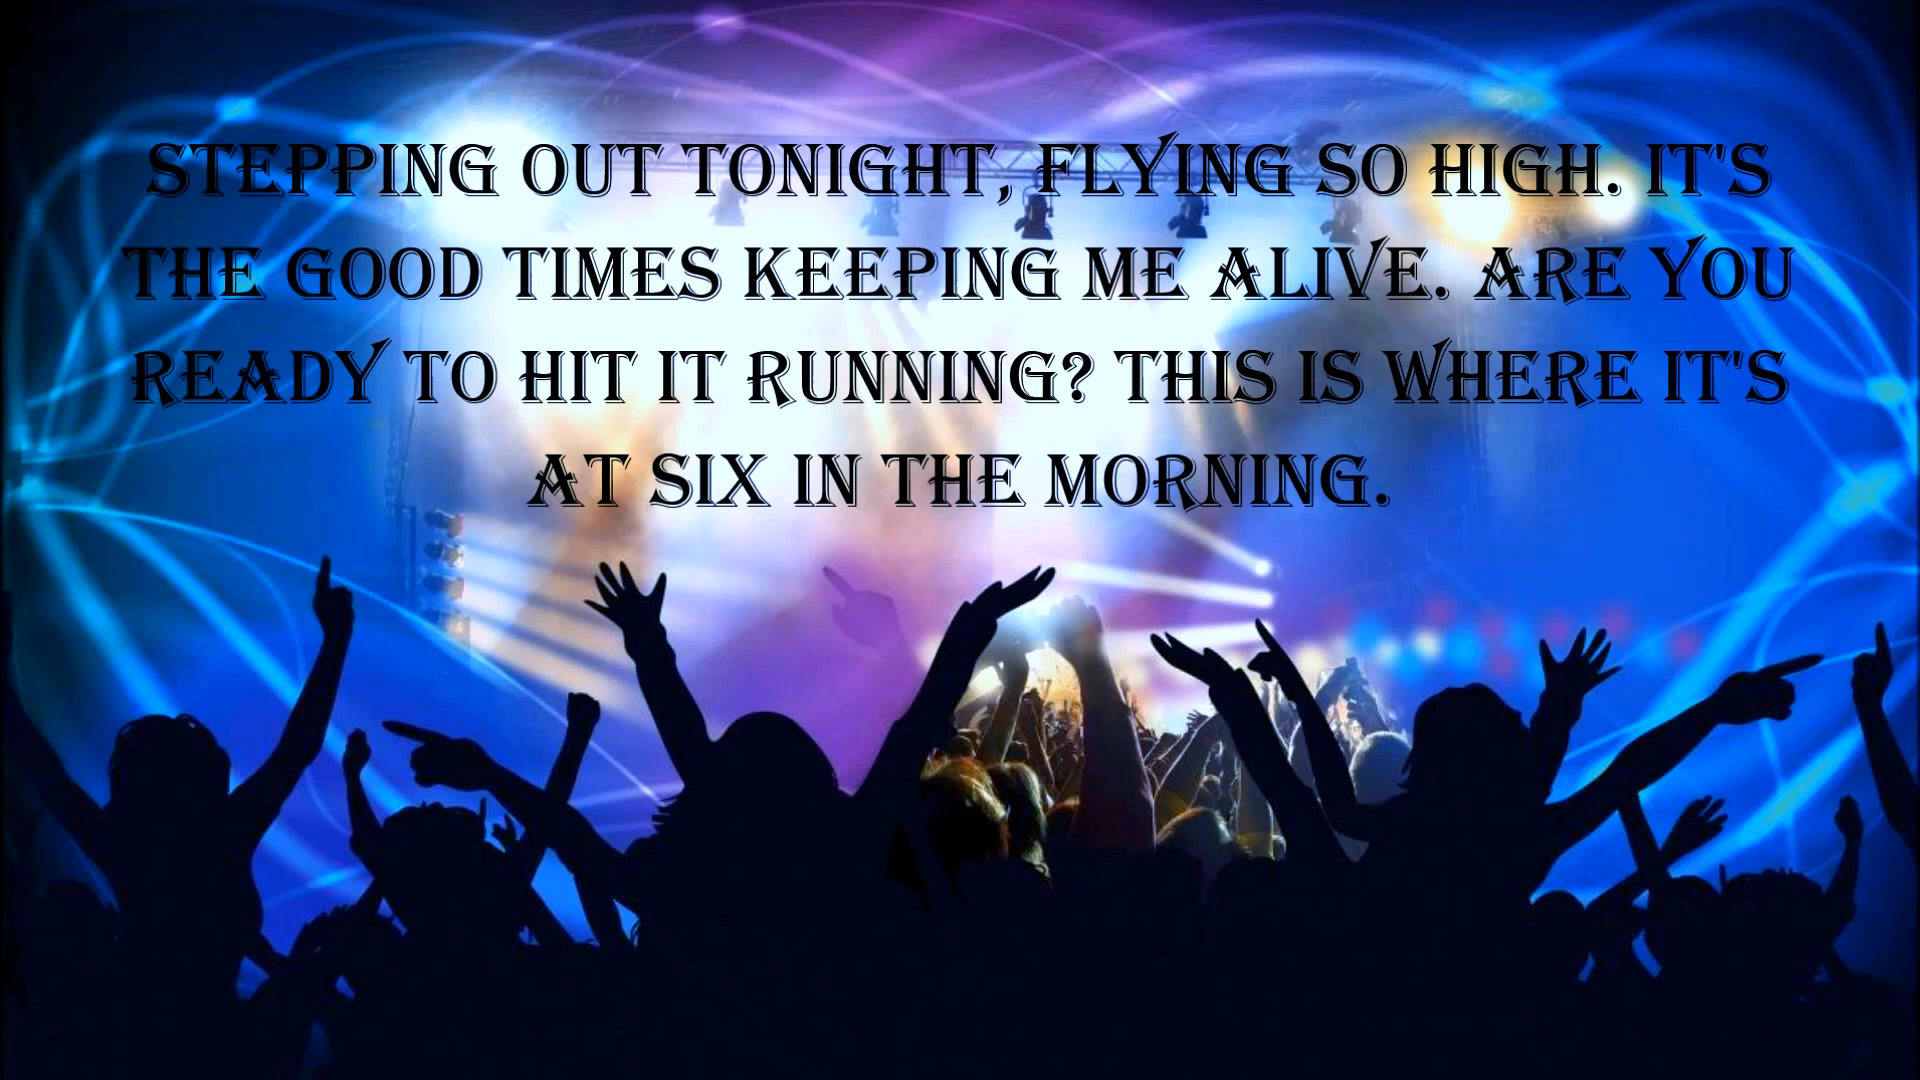 STEPPING OUT TONIGHT, FLYING SO HIGH. IT'S
THE GOOD TIMES KEEPING ME ALIVE. ARE YOU
READY TO HIT IT RUNNING? THIS IS WHERE IT'S
AT SIX IN THE MORNING.